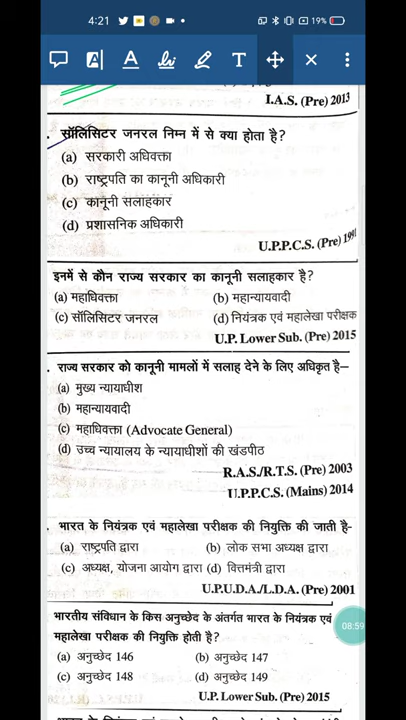 4:21
19%
T
I.A.S. (Pre) 2013
. सॉलिसिटर जनरल निम्न में से क्या होता है?
(a) सरकारी अधिवक्ता
(b) राष्ट्रपति का कानूनी अधिकारी
(c) कानूनी सलाहकार
(d) प्रशासनिक अधिकारी
U.P.P.C.S. (Pre) 1991
इनमें से कौन राज्य सरकार का कानूनी सलाहकार है?
(a) महाधिवक्ता (b) महान्यायवादी
(c) सॉलिसिटर जनरल (d) नियंत्रक एवं महालेखा परीक्षक
U.P. Lower Sub. (Pre) 2015
. राज्य सरकार को कानूनी मामलों में सलाह देने के लिए अधिकृत है—
(a) मुख्य न्यायाधीश
(b) महान्यायवादी
(c) महाधिवक्ता (Advocate General)
(d) उच्च न्यायालय के न्यायाधीशों की खंडपीठ
R.A.S./R.T.S. (Pre) 2003
U.P.P.C.S. (Mains) 2014
. भारत के नियंत्रक एवं महालेखा परीक्षक की नियुक्ति की जाती है-
(a) राष्ट्रपति द्वारा (b) लोक सभा अध्यक्ष द्वारा
(c) अध्यक्ष, योजना आयोग द्वारा (d) वित्तमंत्री द्वारा
U.P.U.D.A./L.D.A. (Pre) 2001
भारतीय संविधान के किस अनुच्छेद के अंतर्गत भारत के नियंत्रक एवं
08:59
महालेखा परीक्षक की नियुक्ति होती है?
(a) अनुच्छेद 146 (b) अनुच्छेद 147
(c) अनुच्छेद 148 (d) अनुच्छेद 149
U.P. Lower Sub. (Pre) 2015